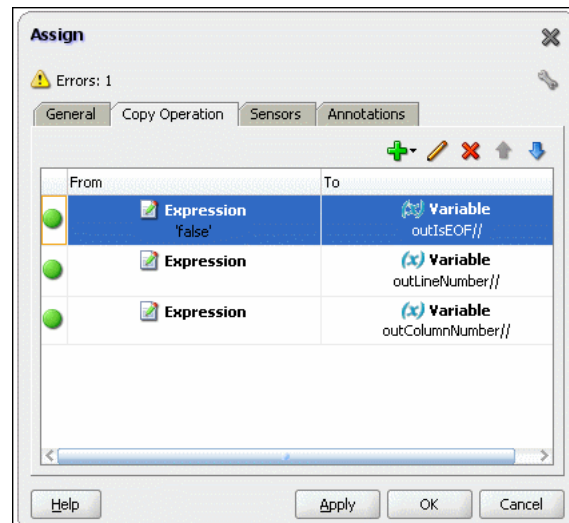 Assign
Errors: 1
General Copy Operation Sensors Annotations
From To
Expression (x) Variable
'false' outIsEOF//
Expression (x) Variable
outLineNumber//
Expression (x) Variable
outColumnNumber//
Help Apply OK Cancel